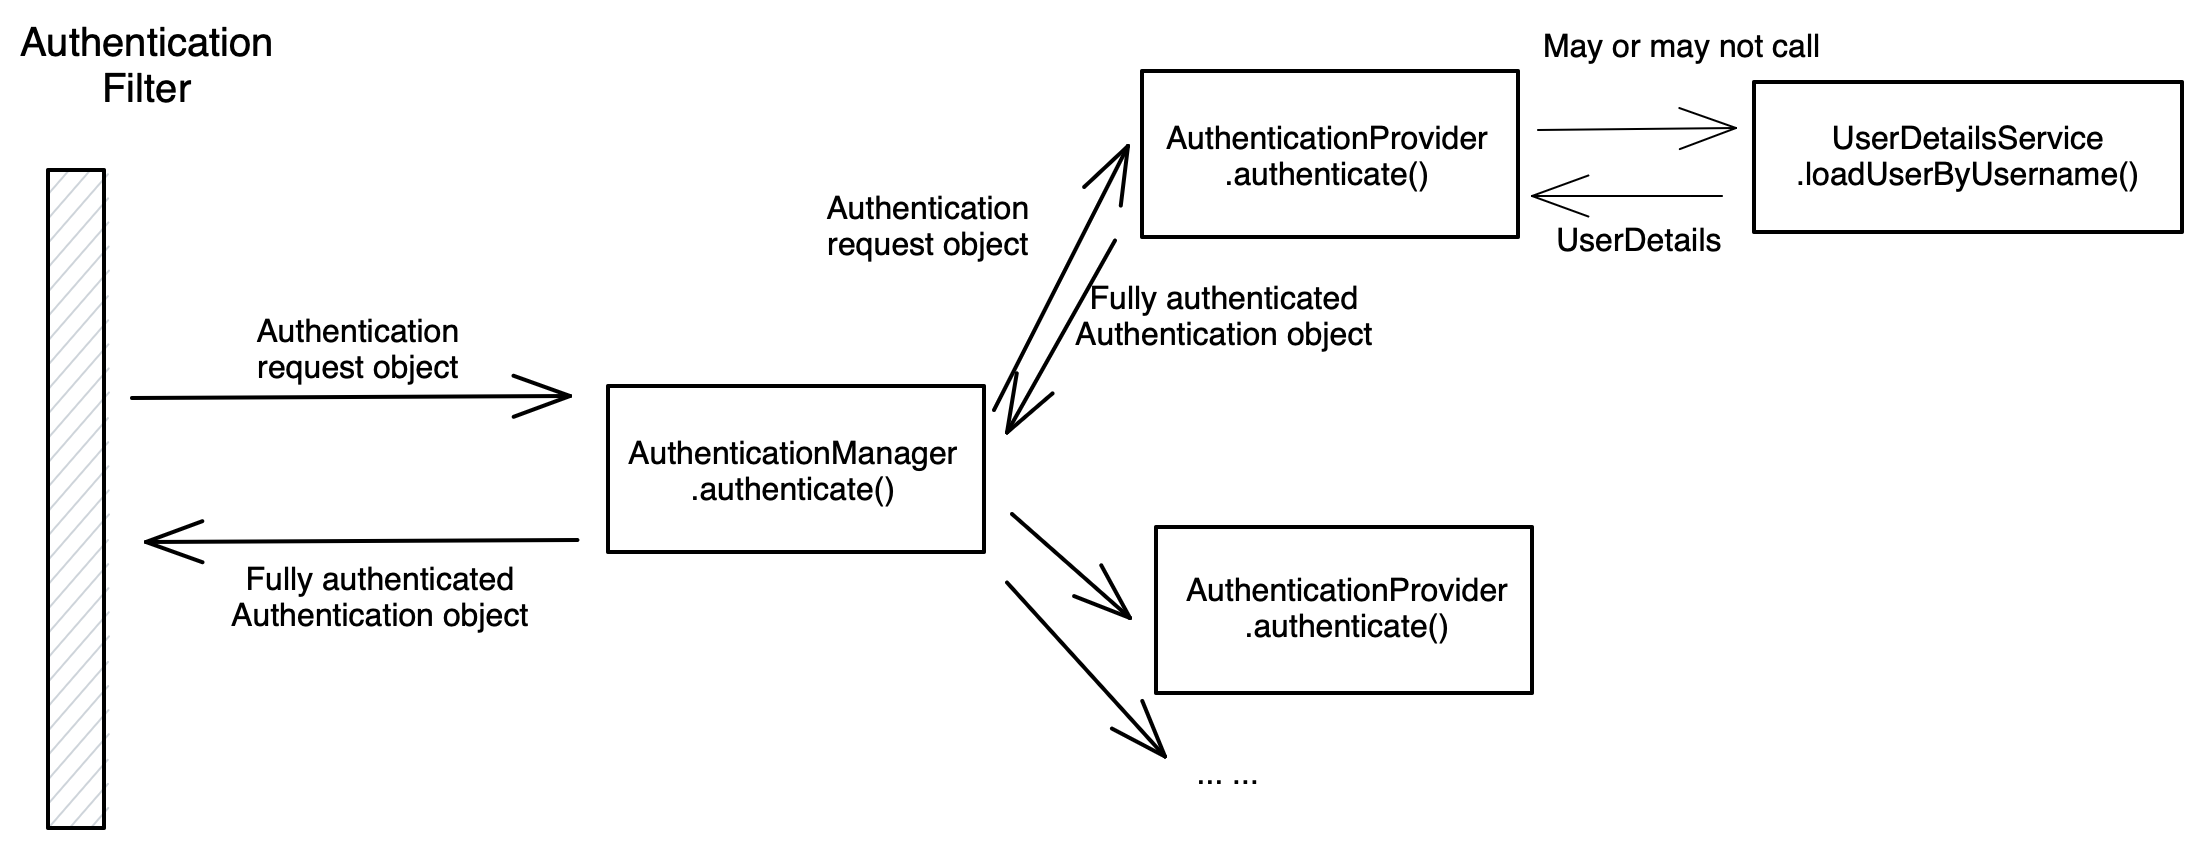 Authentication
Filter
Authentication
request object
Fully authenticated
Authentication object
AuthenticationManager
.authenticate()
Authentication
request object
Fully authenticated
Authentication object
AuthenticationProvider
.authenticate()
May or may not call
UserDetails
UserDetailsService
.loadUserByUsername()
AuthenticationProvider
.authenticate()
... ...